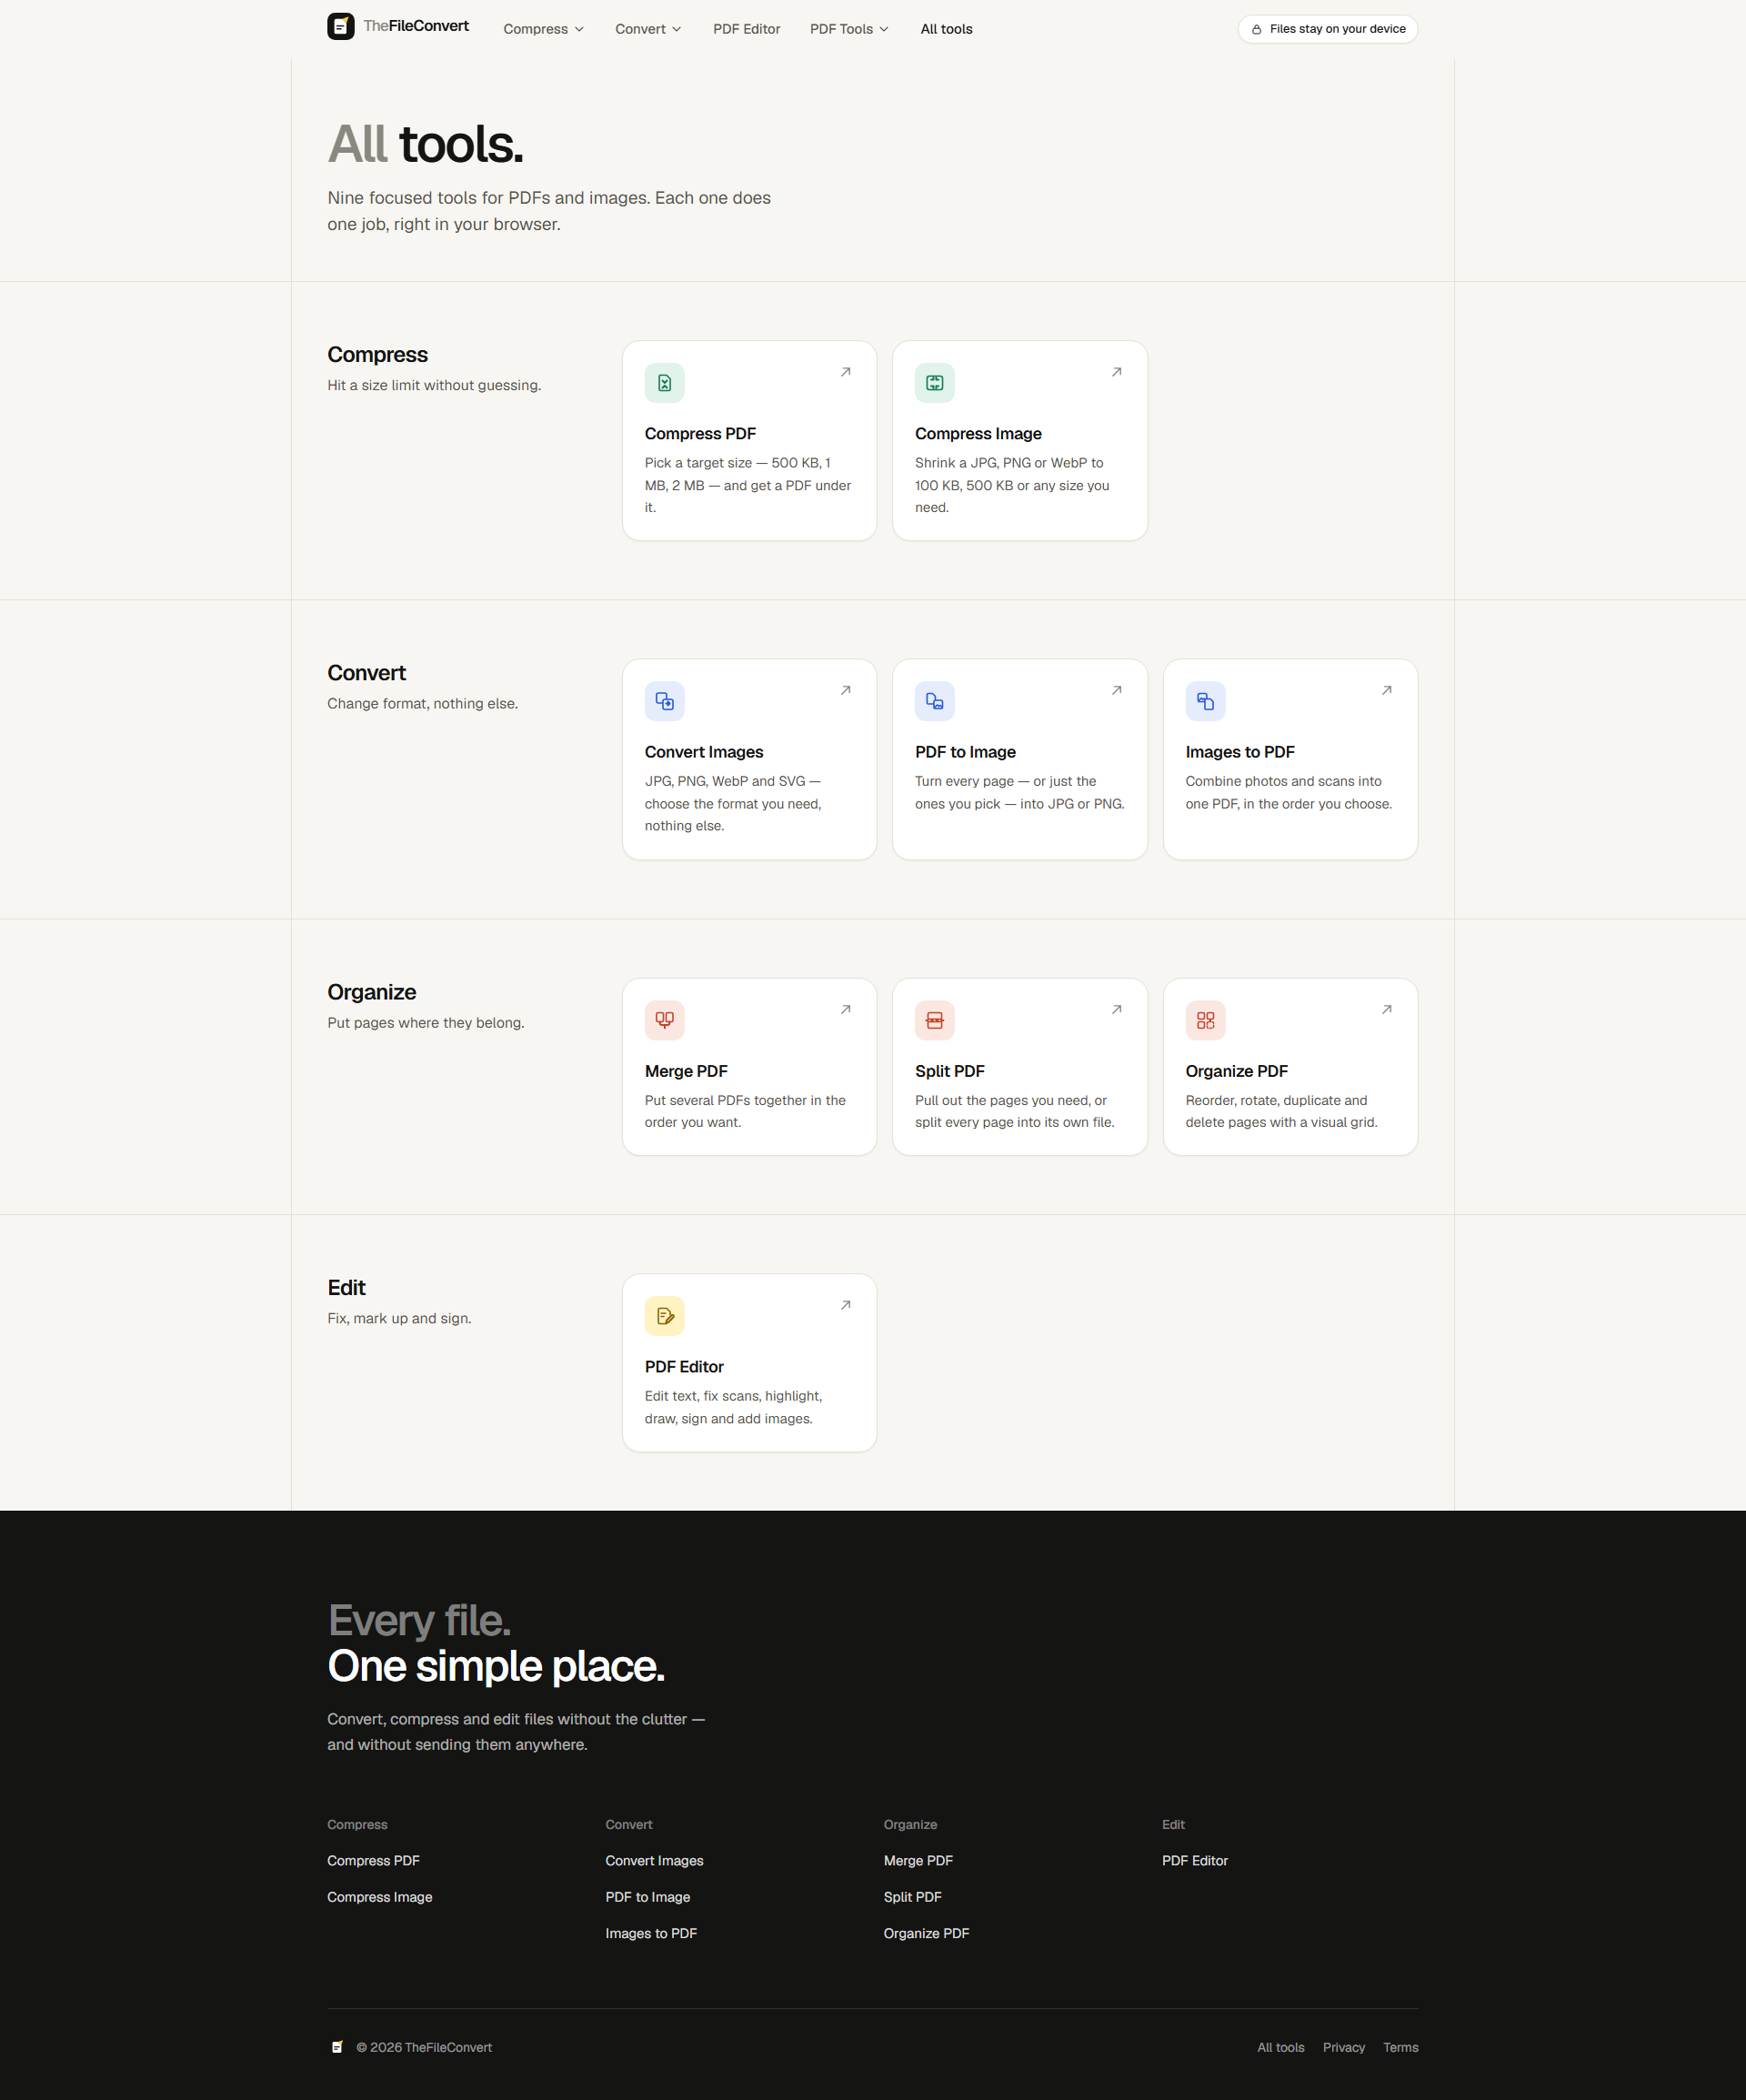 TheFileConvert
Compress
Convert
PDF Editor
PDF Tools
All tools
Files stay on your device
All tools.
Nine focused tools for PDFs and images. Each one does
one job, right in your browser.
Compress
Hit a size limit without guessing.
Compress PDF
Pick a target size — 500 KB, 1
MB, 2 MB — and get a PDF under
it.
Compress Image
Shrink a JPG, PNG or WebP to
100 KB, 500 KB or any size you
need.
Convert
Change format, nothing else.
Convert Images
JPG, PNG, WebP and SVG —
choose the format you need,
nothing else.
PDF to Image
Turn every page — or just the
ones you pick — into JPG or PNG.
Images to PDF
Combine photos and scans into
one PDF, in the order you choose.
Organize
Put pages where they belong.
Merge PDF
Put several PDFs together in the
order you want.
Split PDF
Pull out the pages you need, or
split every page into its own file.
Organize PDF
Reorder, rotate, duplicate and
delete pages with a visual grid.
Edit
Fix, mark up and sign.
PDF Editor
Edit text, fix scans, highlight,
draw, sign and add images.
Every file.
One simple place.
Convert, compress and edit files without the clutter —
and without sending them anywhere.
Compress
Compress PDF
Compress Image
Convert
Convert Images
PDF to Image
Images to PDF
Organize
Merge PDF
Split PDF
Organize PDF
Edit
PDF Editor
© 2026 TheFileConvert
All tools
Privacy
Terms